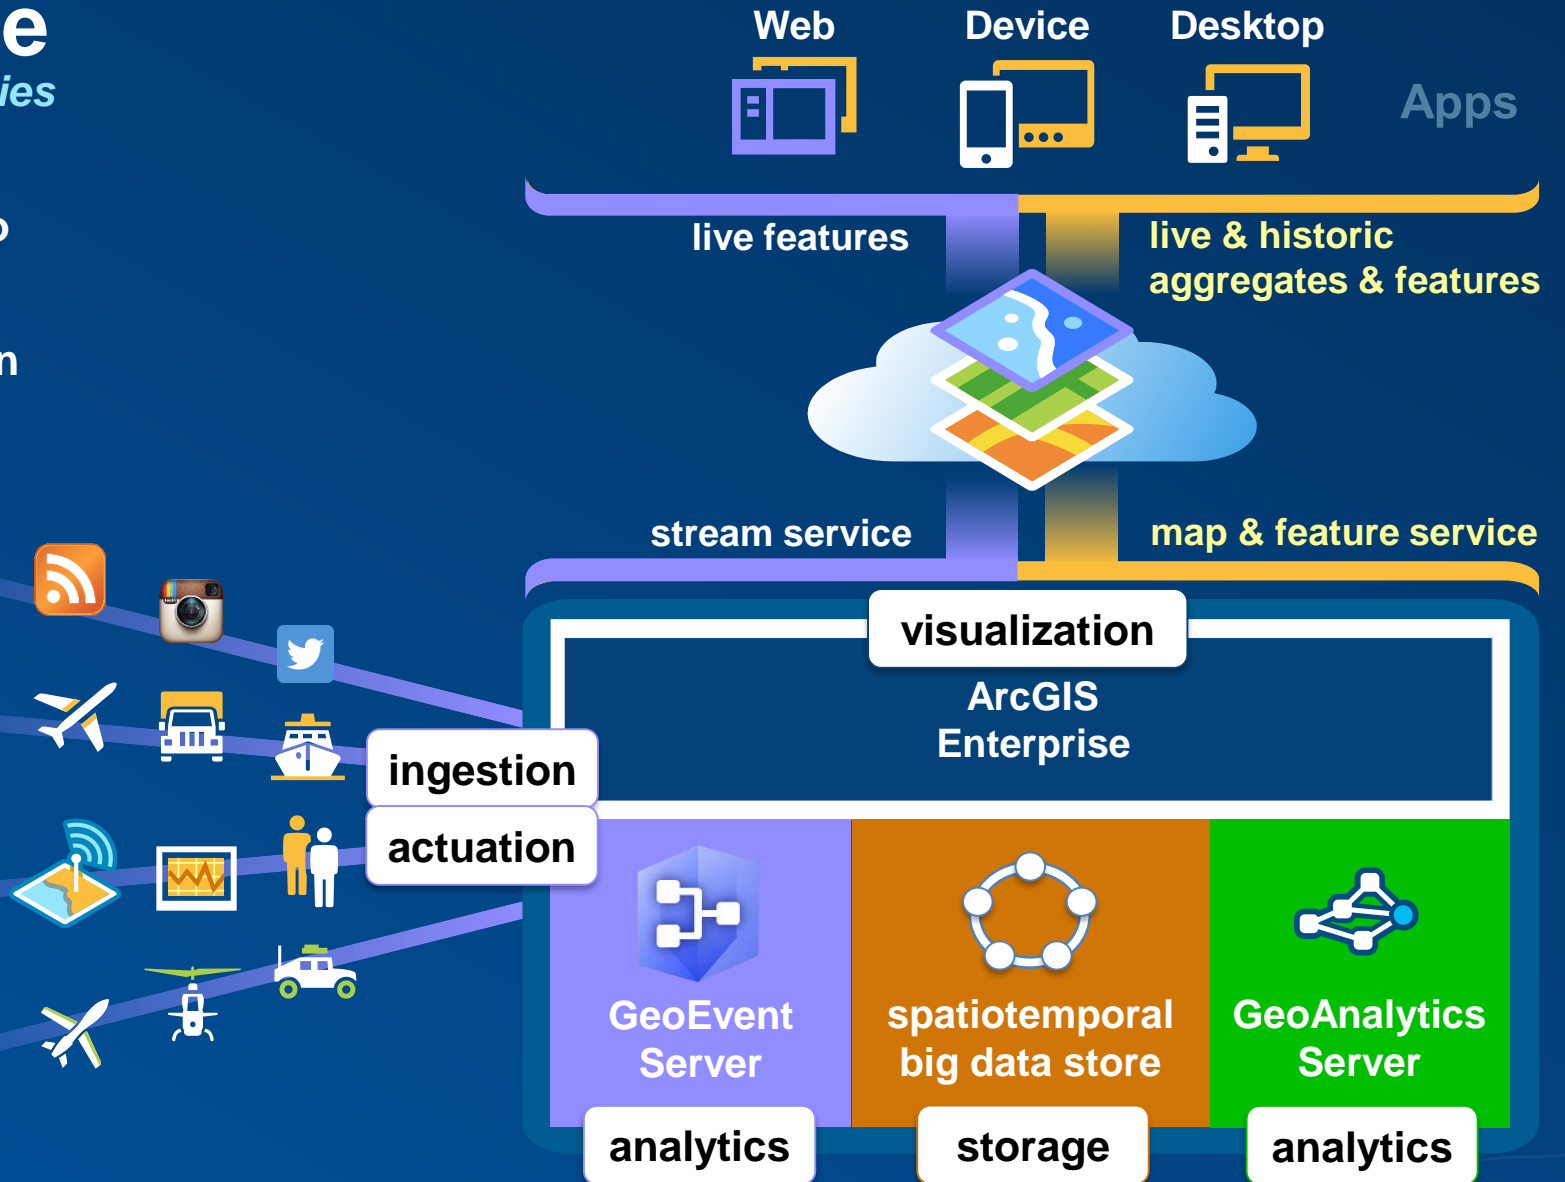 e
ies
Web
Device
Desktop
Apps
o
n
live features
live & historic
aggregates & features
stream service
map & feature service
visualization
ArcGIS
Enterprise
ingestion
actuation
GeoEvent
Server
spatiotemporal
big data store
GeoAnalytics
Server
analytics
storage
analytics